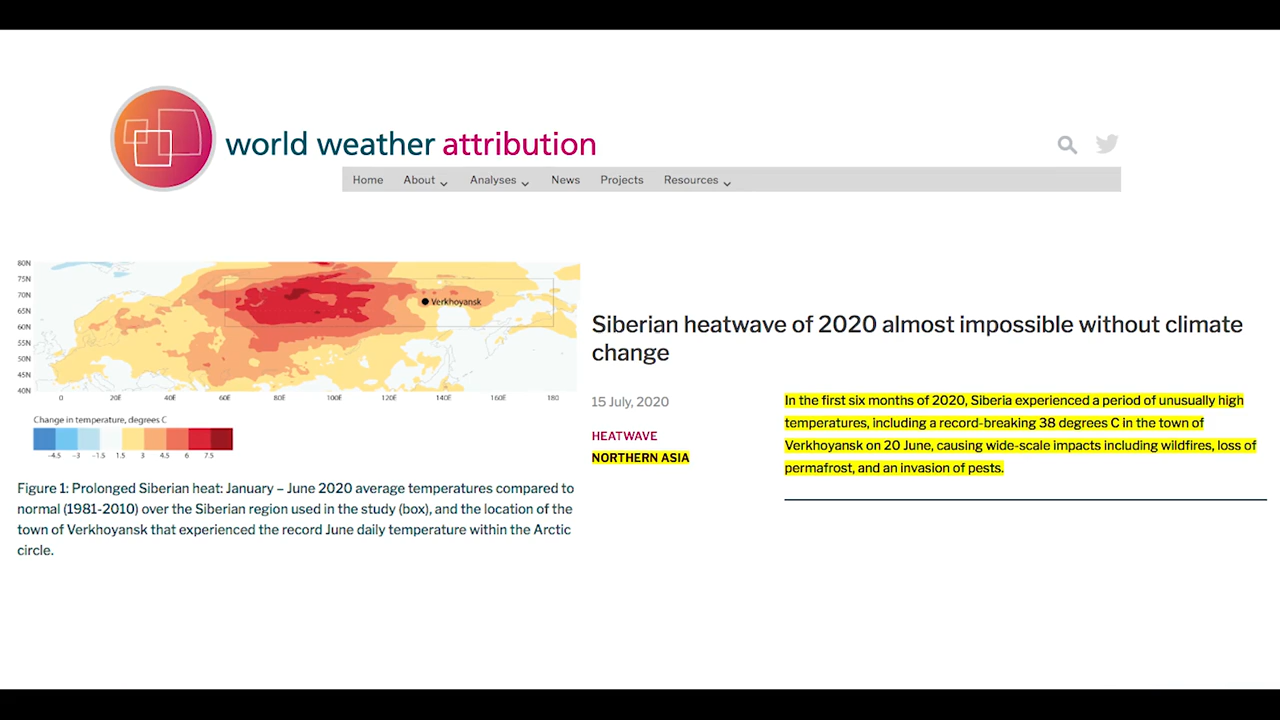 world weather attribution
Home About Analyses News Projects Resources
80N
75N
70N
65N
60N
55N
50N
45N
40N
Verkhoyansk
0 20E 40E 60E 80E 100E 120E 140E 160E 180
Change in temperature, degrees C
-4.5 -3 -1.5 1.5 3 4.5 6 7.5
Figure 1: Prolonged Siberian heat: January – June 2020 average temperatures compared to
normal (1981-2010) over the Siberian region used in the study (box), and the location of the
town of Verkhoyansk that experienced the record June daily temperature within the Arctic
circle.
Siberian heatwave of 2020 almost impossible without climate
change
15 July, 2020
HEATWAVE
NORTHERN ASIA
In the first six months of 2020, Siberia experienced a period of unusually high
temperatures, including a record-breaking 38 degrees C in the town of
Verkhoyansk on 20 June, causing wide-scale impacts including wildfires, loss of
permafrost, and an invasion of pests.